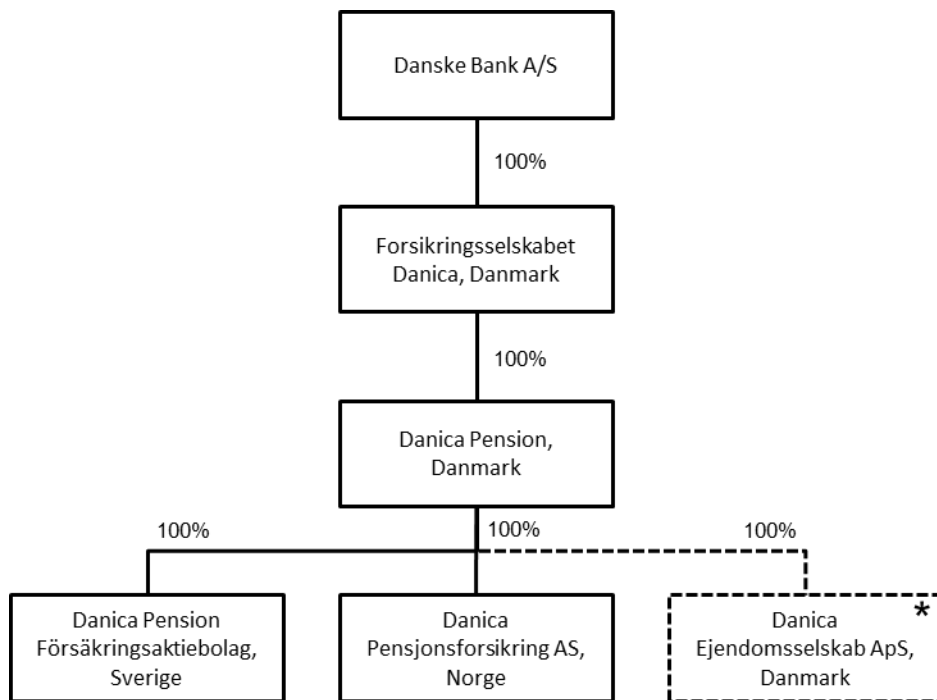 Danske Bank A/S
100%
Forsikringsselskabet
Danica, Danmark
100%
Danica Pension,
Danmark
100%
100%
100%
Danica Pension
Försäkringsaktiebolag,
Sverige
Danica
Pensjonsforsikring AS,
Norge
*
Danica
Ejendomsselskab ApS,
Danmark